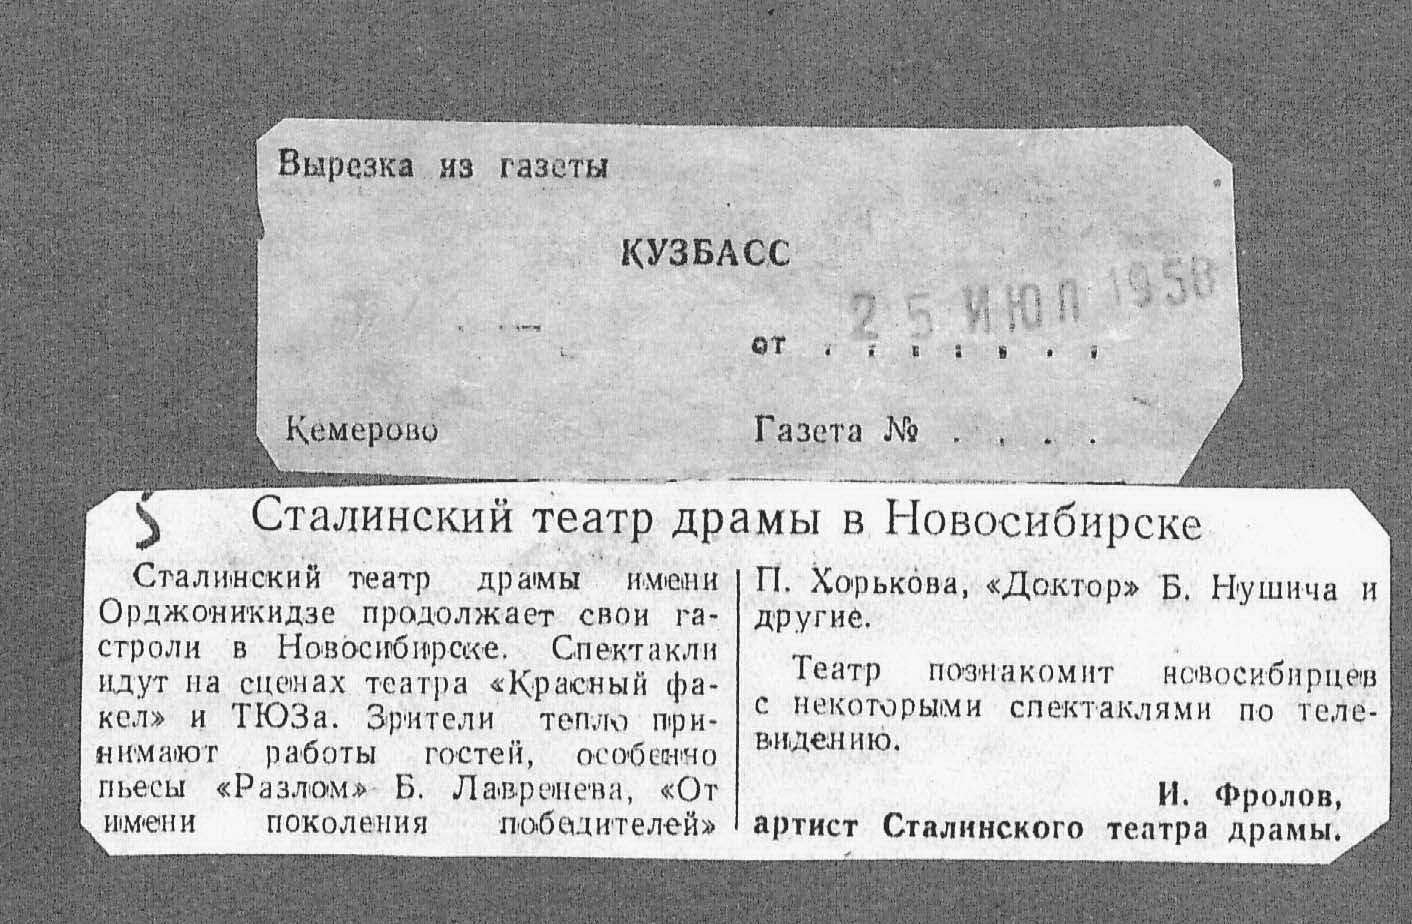 Вырезка из газеты
КУЗБАСС
25 ИЮЛ 1958
от . . . . . . .
Кемерово
Газета № . . . .
Сталинский театр драмы в Новосибирске
Сталинский театр драмы имени
Орджоникидзе продолжает свои га-
строли в Новосибирске. Спектакли
идут на сценах театра «Красный фа-
кел» и ТЮЗа. Зрители тепло при-
нимают работы гостей, особенно
пьесы «Разлом» Б. Лавренева, «От
имени поколения победителей»
П. Хорькова, «Доктор» Б. Нушича и
другие.
Театр познакомит новосибирцев
с некоторыми спектаклями по теле-
видению.
И. Фролов,
артист Сталинского театра драмы.